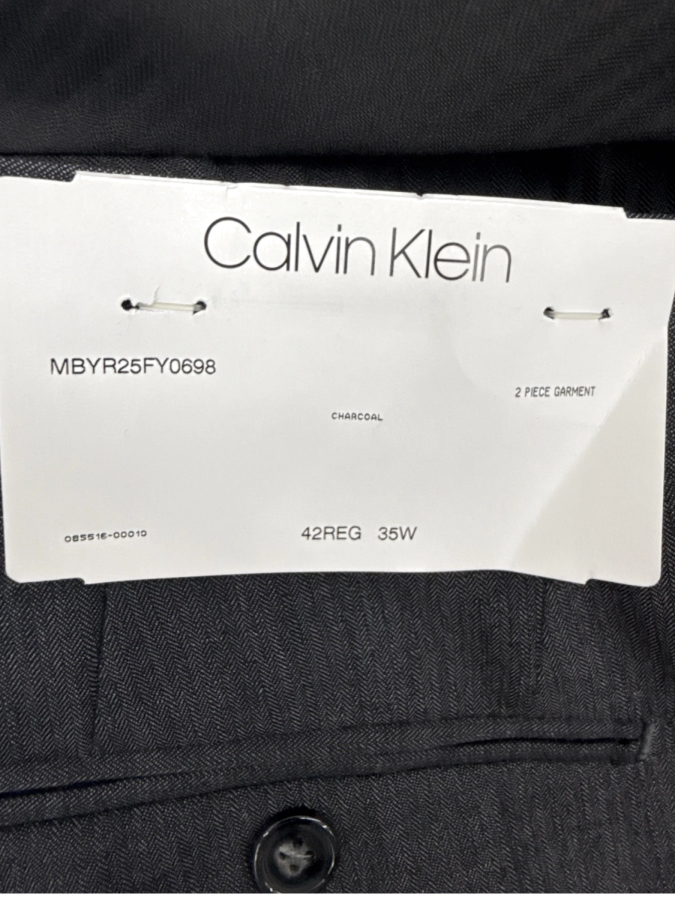 Calvin Klein
MBYR25FY0698
2 PIECE GARMENT
CHARCOAL
085516-00010
42REG 35W